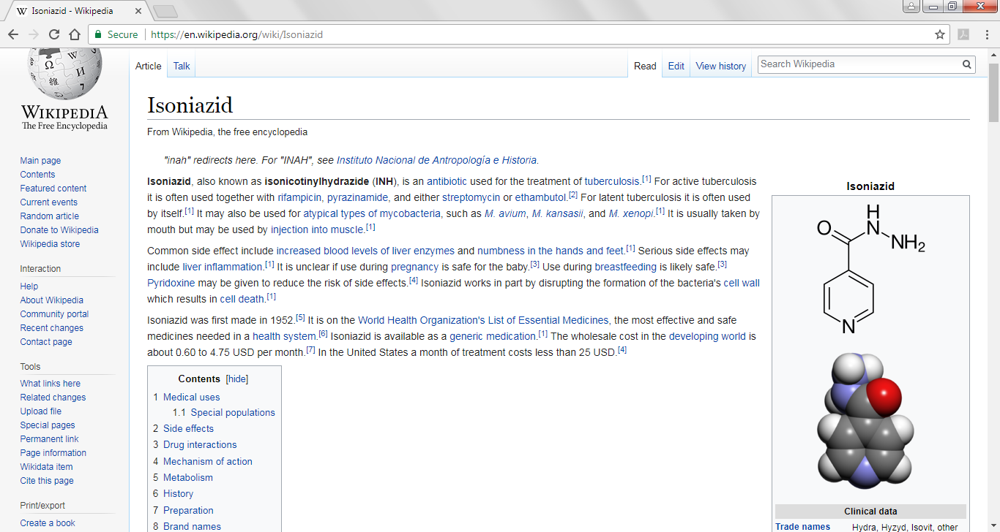 Isoniazid - Wikipedia
Secure https://en.wikipedia.org/wiki/Isoniazid
WIKIPEDIA
The Free Encyclopedia
Main page
Contents
Featured content
Current events
Random article
Donate to Wikipedia
Wikipedia store
Interaction
Help
About Wikipedia
Community portal
Recent changes
Contact page
Tools
What links here
Related changes
Upload file
Special pages
Permanent link
Page information
Wikidata item
Cite this page
Print/export
Create a book
Article Talk
Read Edit View history Search Wikipedia
Isoniazid
From Wikipedia, the free encyclopedia
"inah" redirects here. For "INAH", see Instituto Nacional de Antropología e Historia.
Isoniazid, also known as isonicotinylhydrazide (INH), is an antibiotic used for the treatment of tuberculosis.[1] For active tuberculosis
it is often used together with rifampicin, pyrazinamide, and either streptomycin or ethambutol.[2] For latent tuberculosis it is often used
by itself.[1] It may also be used for atypical types of mycobacteria, such as M. avium, M. kansasii, and M. xenopi.[1] It is usually taken by
mouth but may be used by injection into muscle.[1]
Common side effect include increased blood levels of liver enzymes and numbness in the hands and feet.[1] Serious side effects may
include liver inflammation.[1] It is unclear if use during pregnancy is safe for the baby.[3] Use during breastfeeding is likely safe.[3]
Pyridoxine may be given to reduce the risk of side effects.[4] Isoniazid works in part by disrupting the formation of the bacteria's cell wall
which results in cell death.[1]
Isoniazid was first made in 1952.[5] It is on the World Health Organization's List of Essential Medicines, the most effective and safe
medicines needed in a health system.[6] Isoniazid is available as a generic medication.[1] The wholesale cost in the developing world is
about 0.60 to 4.75 USD per month.[7] In the United States a month of treatment costs less than 25 USD.[4]
Contents [hide]
1 Medical uses
1.1 Special populations
2 Side effects
3 Drug interactions
4 Mechanism of action
5 Metabolism
6 History
7 Preparation
8 Brand names
Isoniazid
H
O N
NH2
N
Clinical data
Trade names Hydra, Hyzyd, Isovit, other